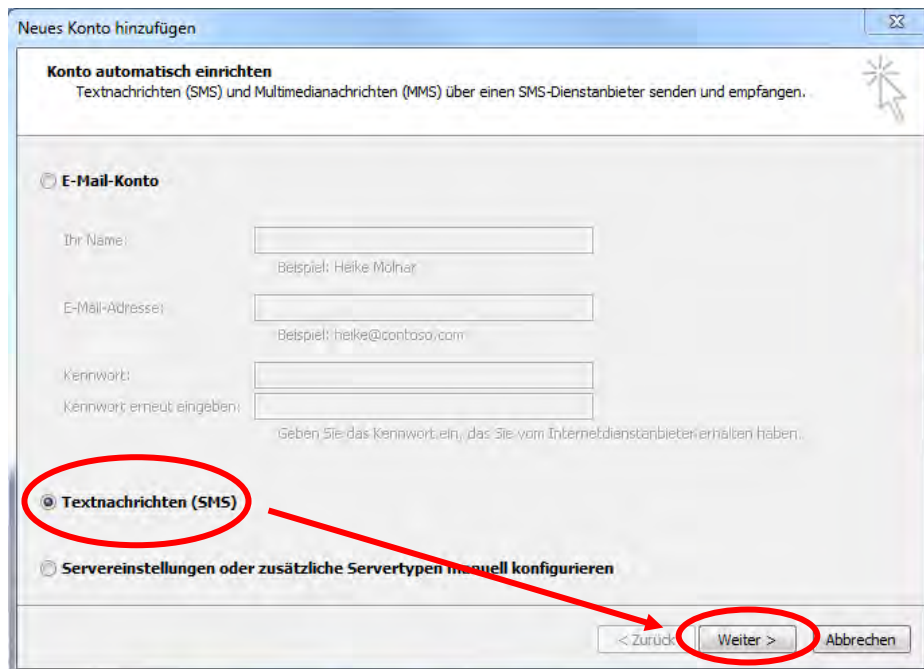 Neues Konto hinzufügen
Konto automatisch einrichten
Textnachrichten (SMS) und Multimedianachrichten (MMS) über einen SMS-Dienstanbieter senden und empfangen.
E-Mail-Konto
Ihr Name:
Beispiel: Heike Molnar
E-Mail-Adresse:
Beispiel: heike@contoso.com
Kennwort:
Kennwort erneut eingeben:
Geben Sie das Kennwort ein, das Sie vom Internetdienstanbieter erhalten haben.
Textnachrichten (SMS)
Servereinstellungen oder zusätzliche Servertypen manuell konfigurieren
< Zurück Weiter > Abbrechen